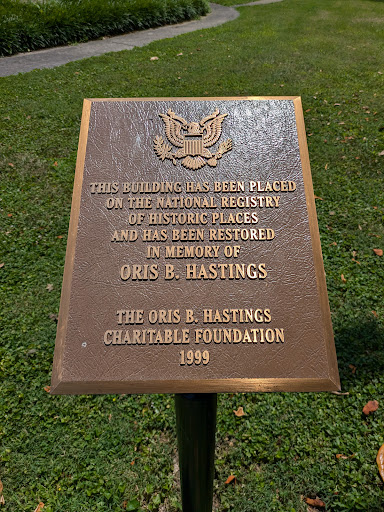 THIS BUILDING HAS BEEN PLACED
ON THE NATIONAL REGISTRY
OF HISTORIC PLACES
AND HAS BEEN RESTORED
IN MEMORY OF
ORIS B. HASTINGS
THE ORIS B. HASTINGS
CHARITABLE FOUNDATION
1999